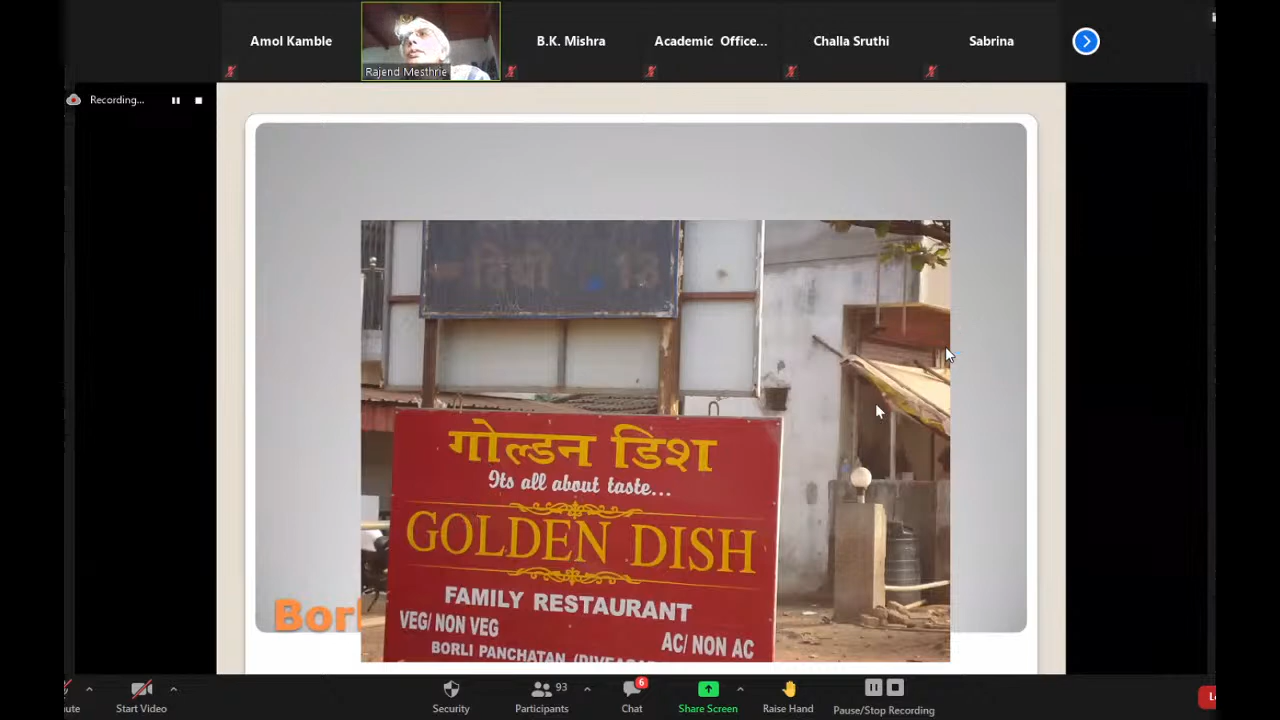 Amol Kamble
Rajend Mesthrie
B.K. Mishra
Academic Office...
Challa Sruthi
Sabrina
Recording...
गोल्डन डिश
Its all about taste...
GOLDEN DISH
FAMILY RESTAURANT
VEG/ NON VEG
AC/ NON AC
BORLI PANCHATAN
Start Video
Security
Participants
93
Chat
6
Share Screen
Raise Hand
Pause/Stop Recording